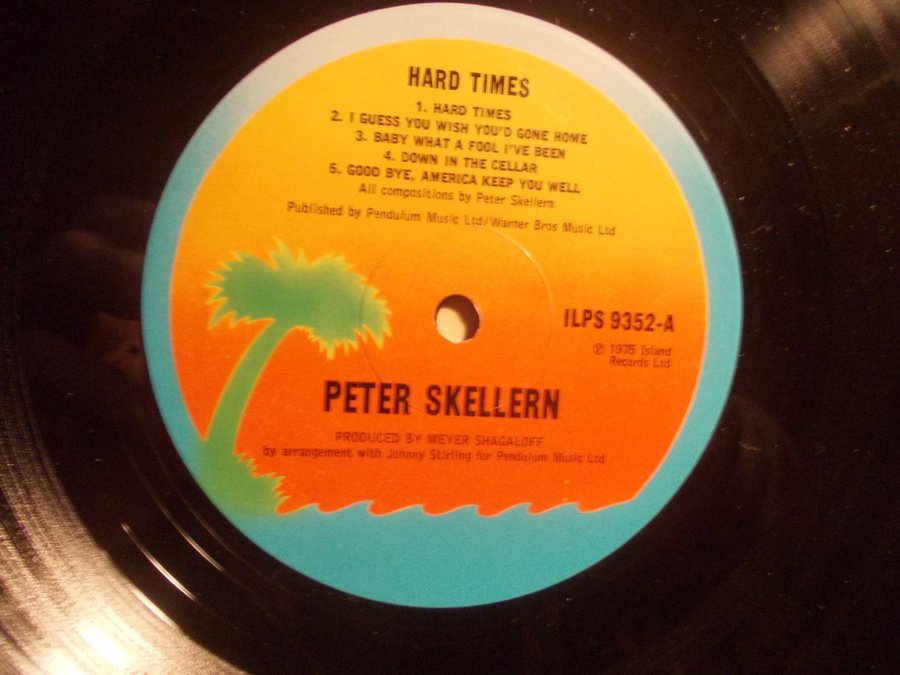 HARD TIMES
1. HARD TIMES
2. I GUESS YOU WISH YOU'D GONE HOME
3. BABY WHAT A FOOL I'VE BEEN
4. DOWN IN THE CELLAR
5. GOOD BYE, AMERICA KEEP YOU WELL
All compositions by Peter Skellern
Published by Pendulum Music Ltd/Warner Bros Music Ltd
ILPS 9352-A
℗ 1975 Island
Records Ltd
PETER SKELLERN
PRODUCED BY MEYER SHAGALOFF
by arrangement with Johnny Stirling for Pendulum Music Ltd